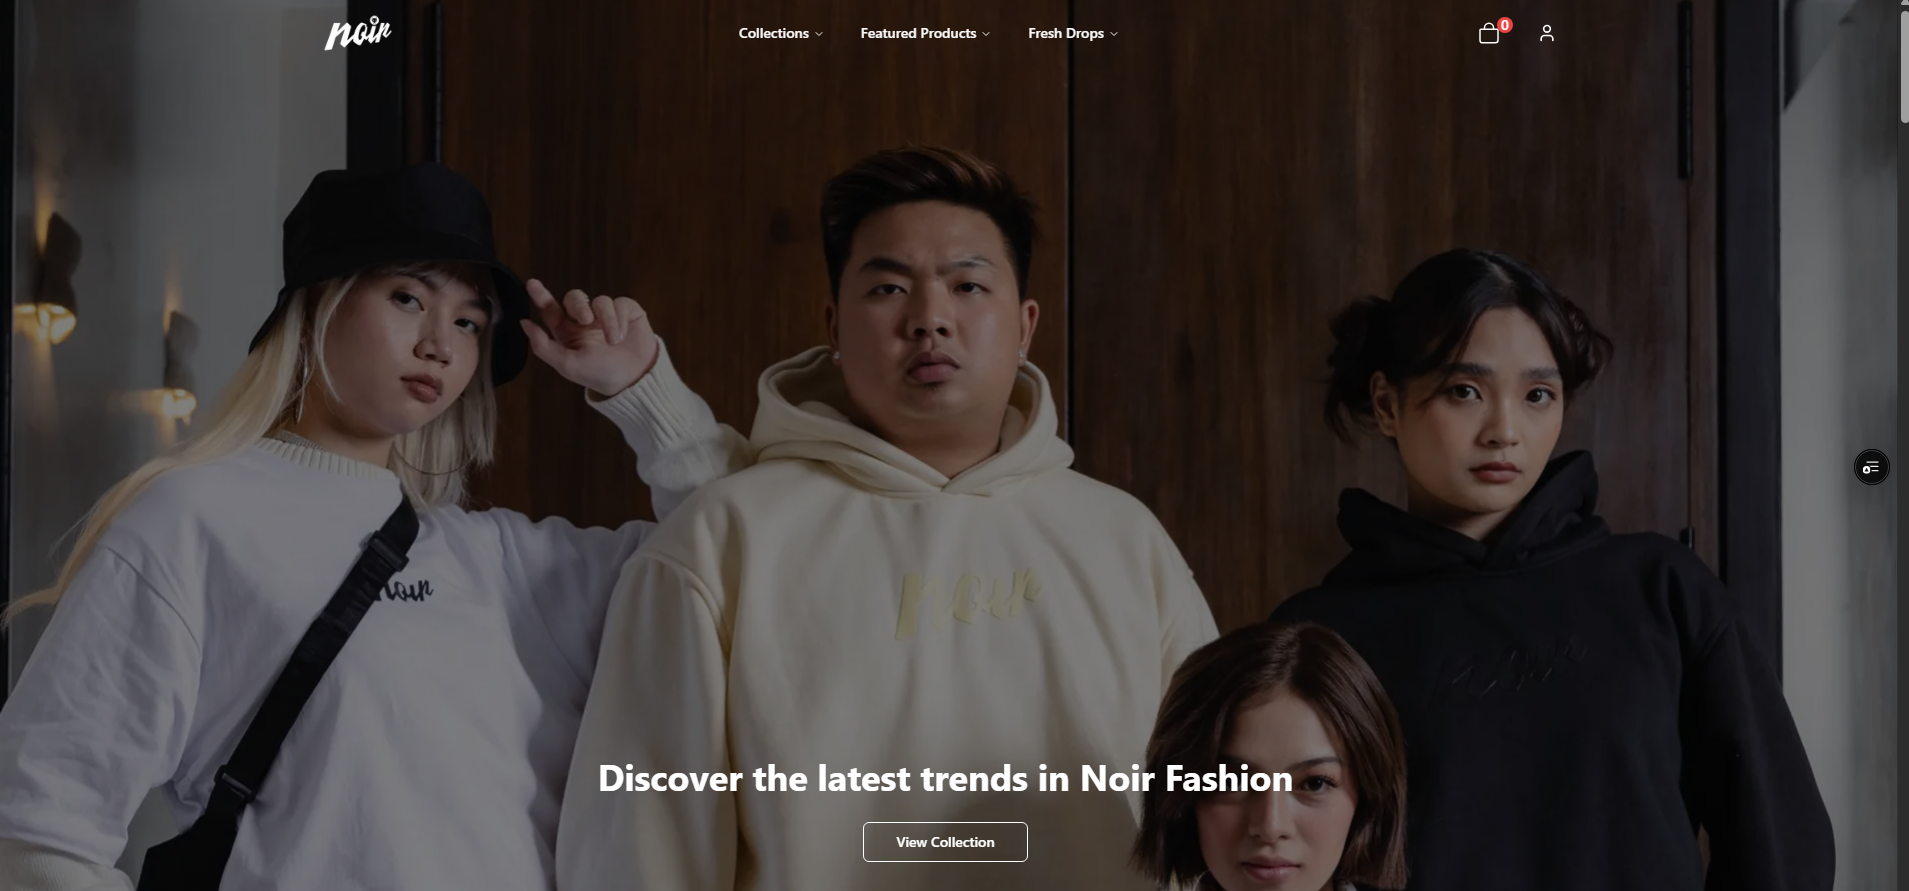 noir
Collections
Featured Products
Fresh Drops
0
noir
noir
noir
Discover the latest trends in Noir Fashion
View Collection